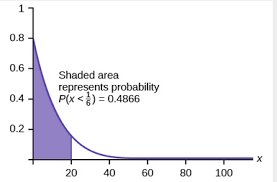 1
0.8
0.6
Shaded area
represents probability
0.4
P(x < 1/6) = 0.4866
0.2
x
20 40 60 80 100